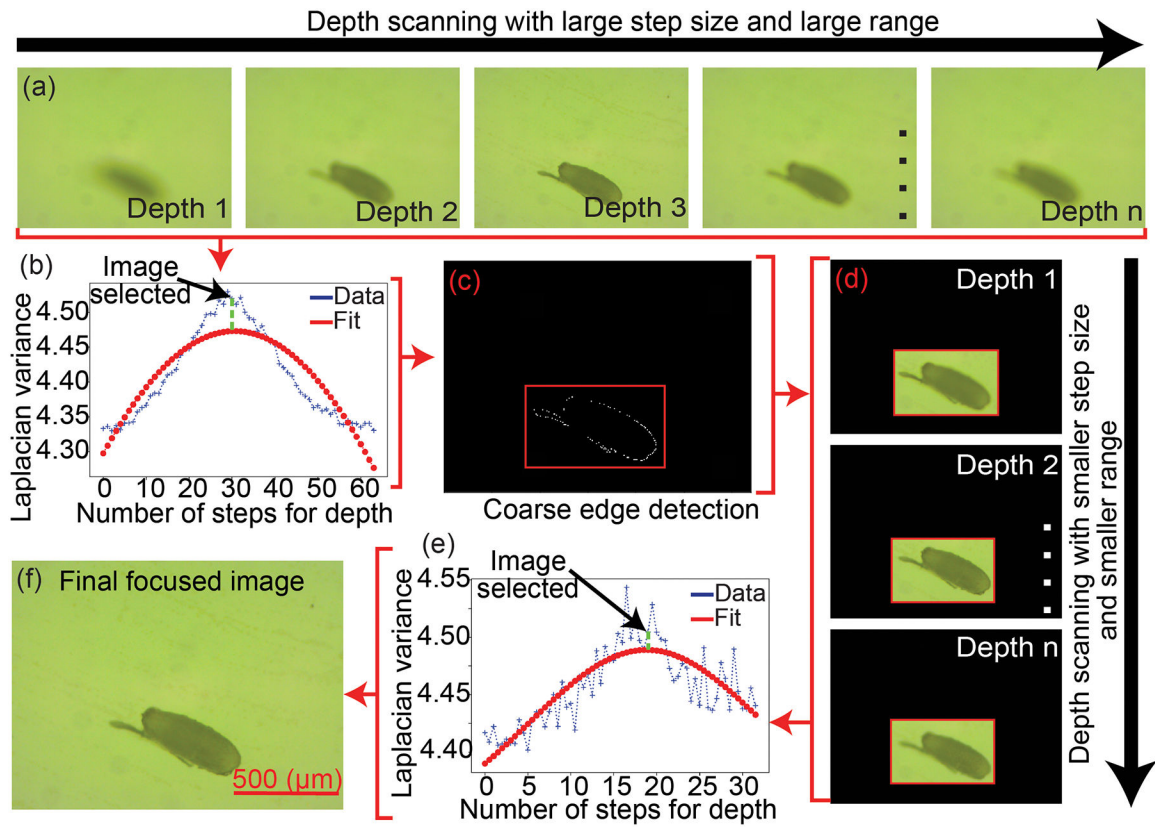 Depth scanning with large step size and large range
(a)
Depth 1
Depth 2
Depth 3
Depth n
(b)
Image
selected
Data
Fit
Laplacian variance
4.50
4.45
4.40
4.35
4.30
0 10 20 30 40 50 60
Number of steps for depth
(c)
Coarse edge detection
(d)
Depth 1
Depth 2
Depth n
Depth scanning with smaller step size
and smaller range
(e)
Image
selected
Data
Fit
Laplacian variance
4.55
4.50
4.45
4.40
0 5 10 15 20 25 30
Number of steps for depth
(f)
Final focused image
500 (µm)